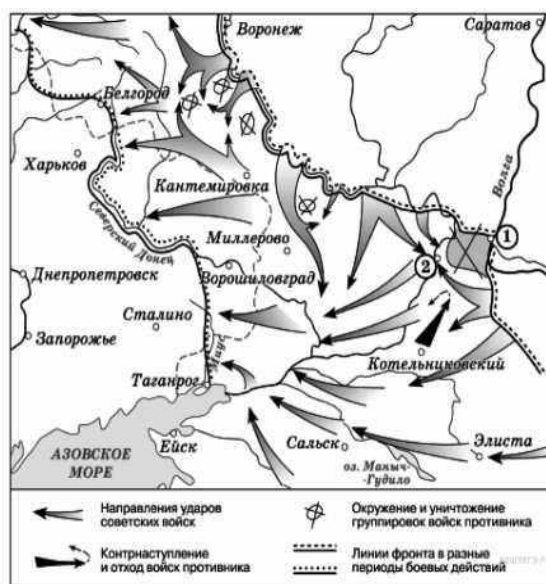 Воронеж
Саратов
Белгород
Волга
Харьков
Кантемировка
Северский Донец
1
Миллерово
2
Днепропетровск
Ворошиловград
Сталино
Запорожье
Миус
Котельниковский
Таганрог
АЗОВСКОЕ
МОРЕ
Ейск
Сальск
Элиста
оз. Маныч-
-Гудило
Направления ударов
советских войск
Окружение и уничтожение
группировок войск противника
Контрнаступление
и отход войск противника
Линии фронта в разные
периоды боевых действий